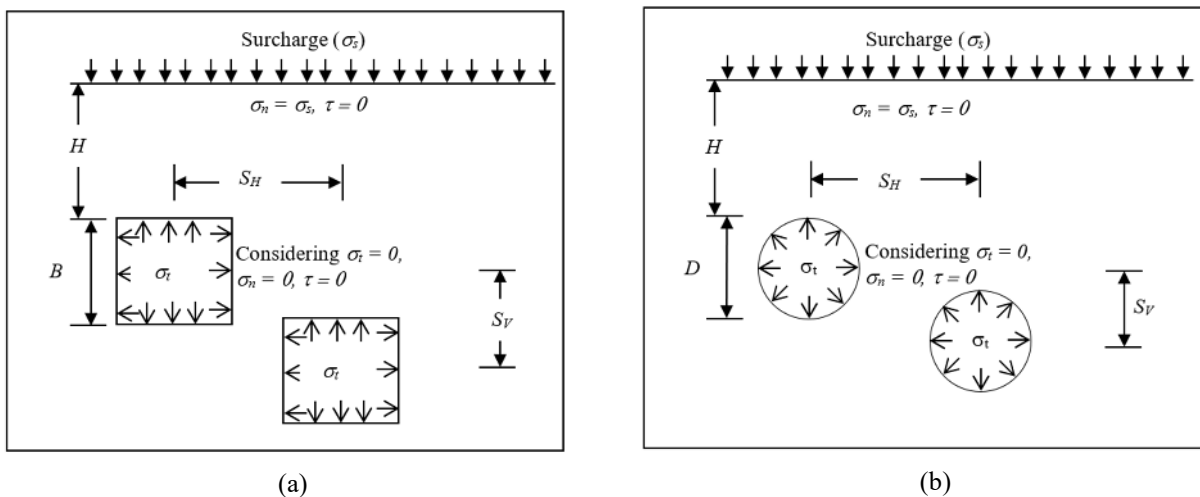 Surcharge (σs)
σn = σs, τ = 0
H
SH
B
σt
Considering σt = 0,
σn = 0, τ = 0
SV
σt
(a)
Surcharge (σs)
σn = σs, τ = 0
H
SH
D
σt
Considering σt = 0,
σn = 0, τ = 0
SV
σt
(b)